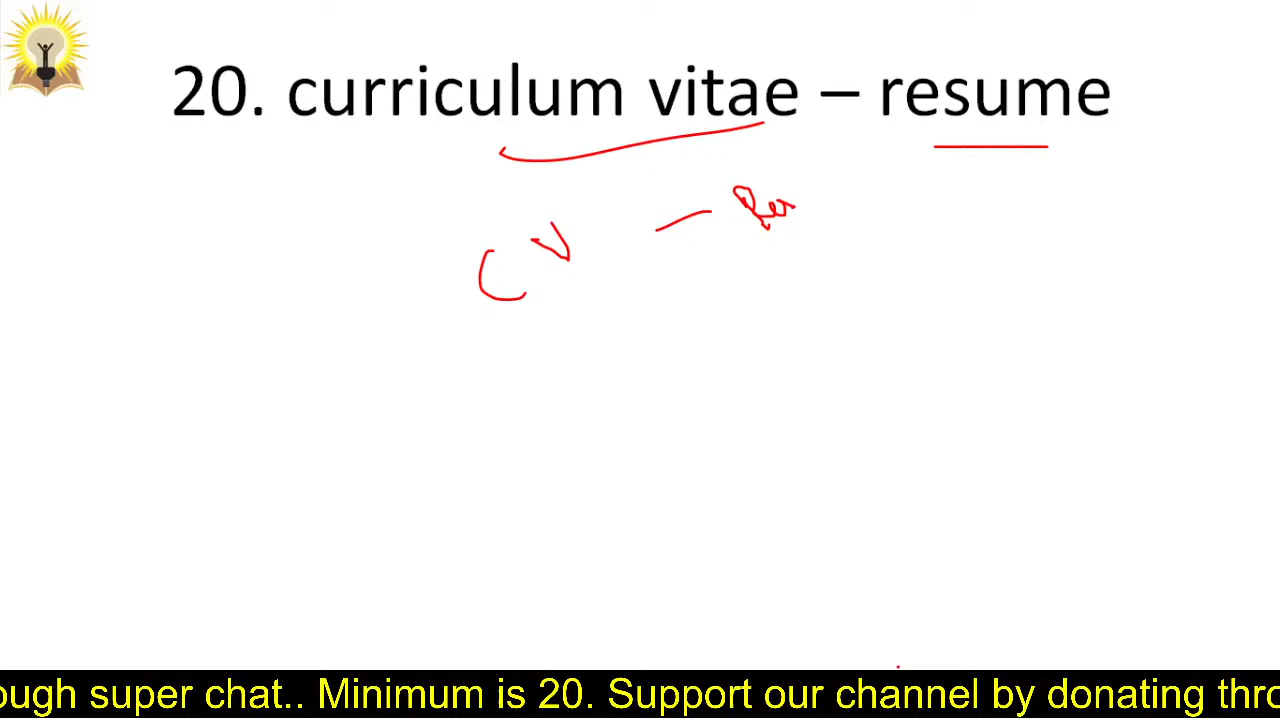 20. curriculum vitae – resume
CV –
ough super chat.. Minimum is 20. Support our channel by donating thro